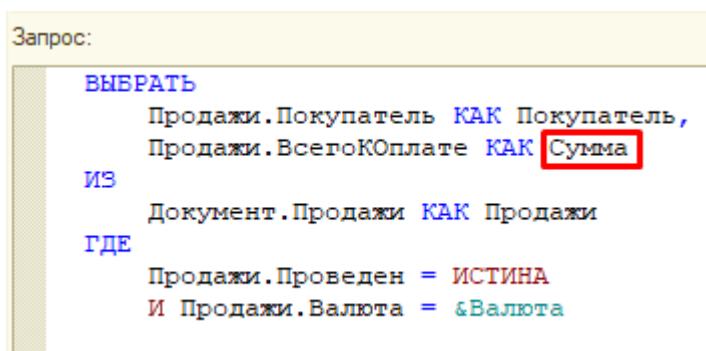 Запрос:
ВЫБРАТЬ
Продажи.Покупатель КАК Покупатель,
Продажи.ВсегоКОплате КАК Сумма
ИЗ
Документ.Продажи КАК Продажи
ГДЕ
Продажи.Проведен = ИСТИНА
И Продажи.Валюта = &Валюта